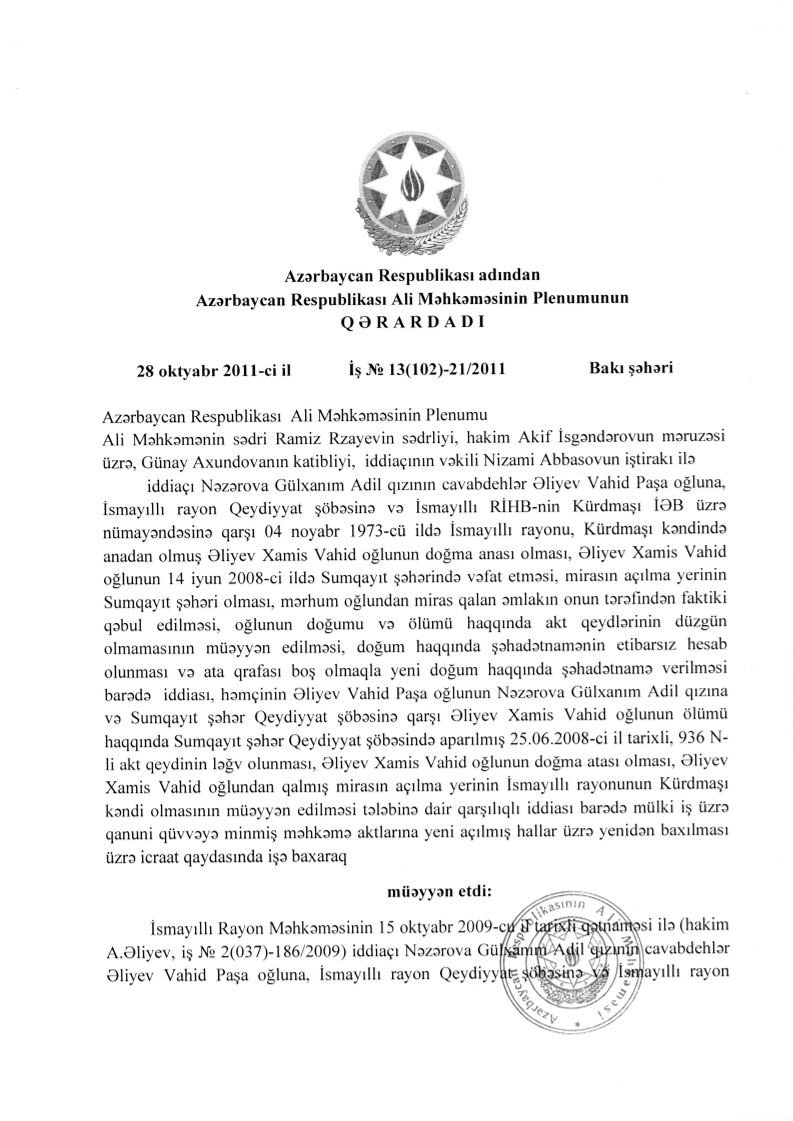 Azərbaycan Respublikası adından
Azərbaycan Respublikası Ali Məhkəməsinin Plenumunun
Q Ə R A R D A D I
28 oktyabr 2011-ci il İş № 13(102)-21/2011 Bakı şəhəri
Azərbaycan Respublikası Ali Məhkəməsinin Plenumu
Ali Məhkəmənin sədri Ramiz Rzayevin sədrliyi, hakim Akif İsgəndərovun məruzəsi
üzrə, Günay Axundovanın katibliyi, iddiaçının vəkili Nizami Abbasovun iştirakı ilə
iddiaçı Nəzərova Gülxanım Adil qızının cavabdehlər Əliyev Vahid Paşa oğluna,
İsmayıllı rayon Qeydiyyat şöbəsinə və İsmayıllı RİHB-nin Kürdmaşı İƏB üzrə
nümayəndəsinə qarşı 04 noyabr 1973-cü ildə İsmayıllı rayonu, Kürdmaşı kəndində
anadan olmuş Əliyev Xamis Vahid oğlunun doğma anası olması, Əliyev Xamis Vahid
oğlunun 14 iyun 2008-ci ildə Sumqayıt şəhərində vəfat etməsi, mirasın açılma yerinin
Sumqayıt şəhəri olması, mərhum oğlundan miras qalan əmlakın onun tərəfindən faktiki
qəbul edilməsi, oğlunun doğumu və ölümü haqqında akt qeydlərinin düzgün
olmamasının müəyyən edilməsi, doğum haqqında şəhadətnamənin etibarsız hesab
olunması və ata qrafası boş olmaqla yeni doğum haqqında şəhadətnamə verilməsi
barədə iddiası, həmçinin Əliyev Vahid Paşa oğlunun Nəzərova Gülxanım Adil qızına
və Sumqayıt şəhər Qeydiyyat şöbəsinə qarşı Əliyev Xamis Vahid oğlunun ölümü
haqqında Sumqayıt şəhər Qeydiyyat şöbəsində aparılmış 25.06.2008-ci il tarixli, 936 N-
li akt qeydinin ləğv olunması, Əliyev Xamis Vahid oğlunun doğma atası olması, Əliyev
Xamis Vahid oğlundan qalmış mirasın açılma yerinin İsmayıllı rayonunun Kürdmaşı
kəndi olmasının müəyyən edilməsi tələbinə dair qarşılıqlı iddiası barədə mülki iş üzrə
qanuni qüvvəyə minmiş məhkəmə aktlarına yeni açılmış hallar üzrə yenidən baxılması
üzrə icraat qaydasında işə baxaraq
müəyyən etdi:
İsmayıllı Rayon Məhkəməsinin 15 oktyabr 2009-cu il tarixli qətnaməsi ilə (hakim
A.Əliyev, iş № 2(037)-186/2009) iddiaçı Nəzərova Gülxanım Adil qızının cavabdehlər
Əliyev Vahid Paşa oğluna, İsmayıllı rayon Qeydiyyat şöbəsinə və İsmayıllı rayon
Azərbaycan Respublikasının Ali Məhkəməsi *